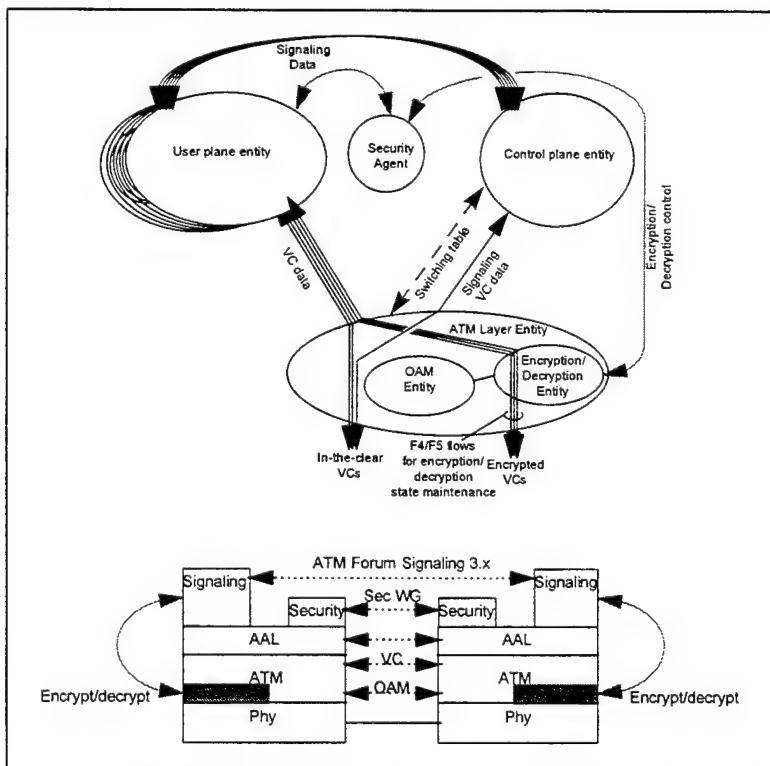 Signaling
Data
User plane entity
Security
Agent
Control plane entity
Encryption/
Decryption control
VC data
Switching table
Signaling
VC data
ATM Layer Entity
OAM
Entity
Encryption/
Decryption
Entity
In-the-clear
VCs
F4/F5 flows
for encryption/
decryption
state maintenance
Encrypted
VCs
ATM Forum Signaling 3.x
Signaling
Signaling
Sec WG
Security
Security
AAL
AAL
VC
ATM
ATM
OAM
Encrypt/decrypt
Encrypt/decrypt
Phy
Phy